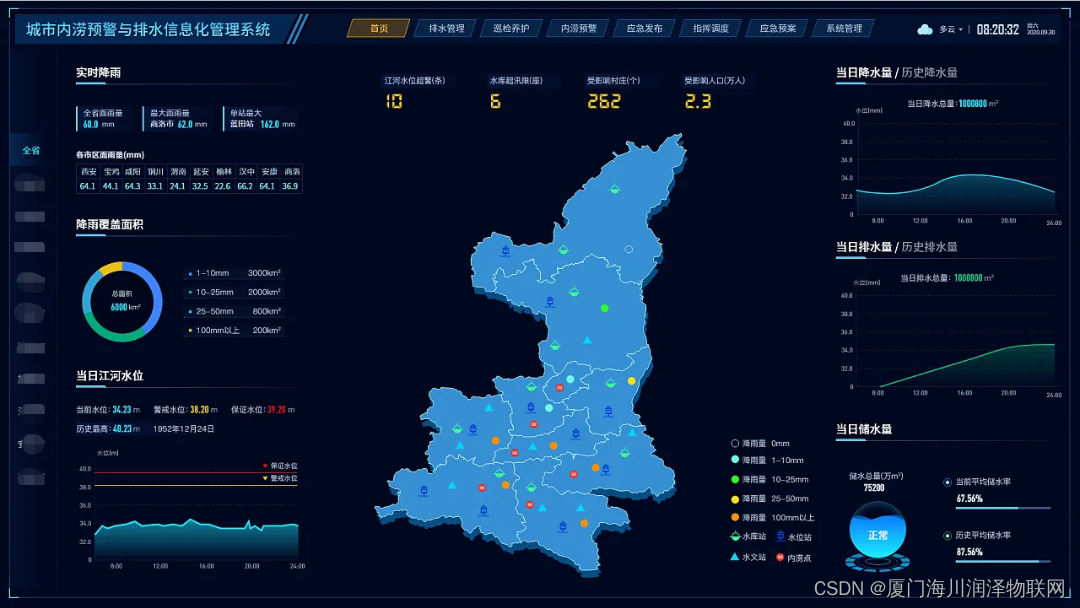 城市内涝预警与排水信息化管理系统
首页 排水管理 巡检养护 内涝预警 应急发布 指挥调度 应急预案 系统管理
多云 08:20:32 周六 2020.09.30
全省
实时降雨
全省面雨量 60.0 mm
最大面雨量 商洛市 62.0 mm
单站最大 蓝田站 162.0 mm
各市区面雨量(mm)
西安 宝鸡 咸阳 铜川 渭南 延安 榆林 汉中 安康 商洛
64.1 44.1 64.3 33.1 24.1 32.5 22.6 66.2 64.1 36.9
降雨覆盖面积
总面积
6000 km²
1-10mm 3000km²
10-25mm 2000km²
25-50mm 800km²
100mm以上 200km²
当日江河水位
当前水位: 34.23 m 警戒水位: 38.20 m 保证水位: 39.20 m
历史最高: 40.23 m 1952年12月24日
水位(m)
保证水位
警戒水位
40.0
38.0
36.0
34.0
32.0
0
8:00 12:00 16:00 20:00 24:00
江河水位超警(条) 水库超汛限(座) 受影响村庄(个) 受影响人口(万人)
10 6 262 2.3
降雨量 0mm
降雨量 1-10mm
降雨量 10-25mm
降雨量 25-50mm
降雨量 100mm以上
水库站 水位站
水文站 内涝点
当日降水量 / 历史降水量
当日降水总量: 1000800 m²
水位(mm)
40.0
38.0
36.0
34.0
32.0
0
8:00 12:00 16:00 20:00 24:00
当日排水量 / 历史排水量
当日排水总量: 1000800 m²
水位(mm)
40.0
38.0
36.0
34.0
32.0
0
8:00 12:00 16:00 20:00 24:00
当日储水量
储水总量(万m²)
75200
正常
当前平均储水率
67.56%
历史平均储水率
87.56%
CSDN @厦门海川润泽物联网